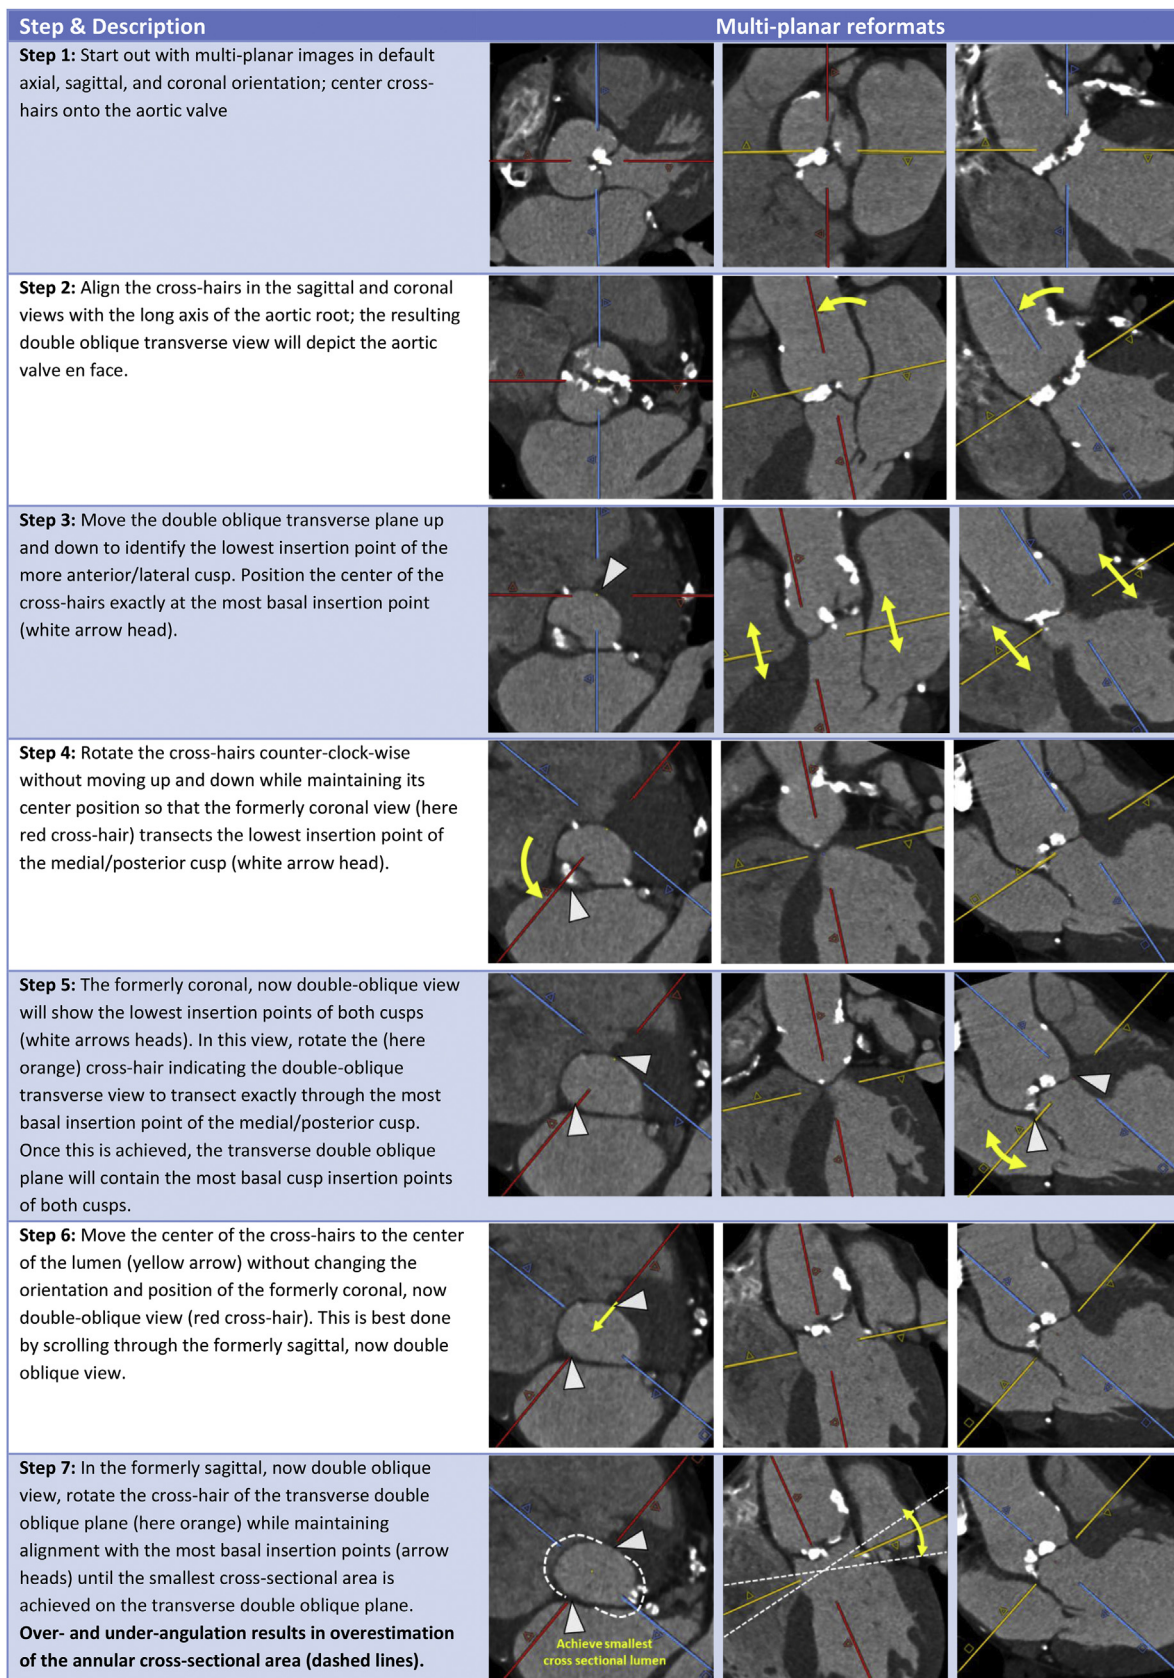 Step & Description
Multi-planar reformats
Step 1: Start out with multi-planar images in default
axial, sagittal, and coronal orientation; center cross-
hairs onto the aortic valve
Step 2: Align the cross-hairs in the sagittal and coronal
views with the long axis of the aortic root; the resulting
double oblique transverse view will depict the aortic
valve en face.
Step 3: Move the double oblique transverse plane up
and down to identify the lowest insertion point of the
more anterior/lateral cusp. Position the center of the
cross-hairs exactly at the most basal insertion point
(white arrow head).
Step 4: Rotate the cross-hairs counter-clock-wise
without moving up and down while maintaining its
center position so that the formerly coronal view (here
red cross-hair) transects the lowest insertion point of
the medial/posterior cusp (white arrow head).
Step 5: The formerly coronal, now double-oblique view
will show the lowest insertion points of both cusps
(white arrows heads). In this view, rotate the (here
orange) cross-hair indicating the double-oblique
transverse view to transect exactly through the most
basal insertion point of the medial/posterior cusp.
Once this is achieved, the transverse double oblique
plane will contain the most basal cusp insertion points
of both cusps.
Step 6: Move the center of the cross-hairs to the center
of the lumen (yellow arrow) without changing the
orientation and position of the formerly coronal, now
double-oblique view (red cross-hair). This is best done
by scrolling through the formerly sagittal, now double
oblique view.
Step 7: In the formerly sagittal, now double oblique
view, rotate the cross-hair of the transverse double
oblique plane (here orange) while maintaining
alignment with the most basal insertion points (arrow
heads) until the smallest cross-sectional area is
achieved on the transverse double oblique plane.
Over- and under-angulation results in overestimation
of the annular cross-sectional area (dashed lines).
Achieve smallest
cross sectional lumen